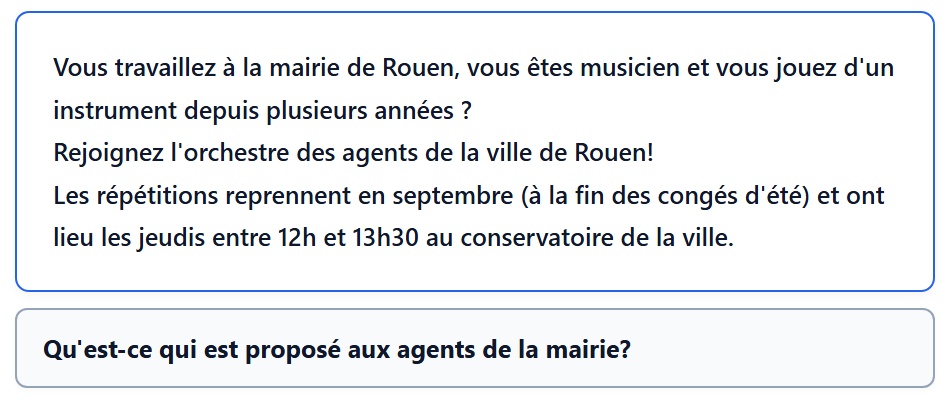 Vous travaillez à la mairie de Rouen, vous êtes musicien et vous jouez d'un
instrument depuis plusieurs années ?
Rejoignez l'orchestre des agents de la ville de Rouen!
Les répétitions reprennent en septembre (à la fin des congés d'été) et ont
lieu les jeudis entre 12h et 13h30 au conservatoire de la ville.
Qu'est-ce qui est proposé aux agents de la mairie?